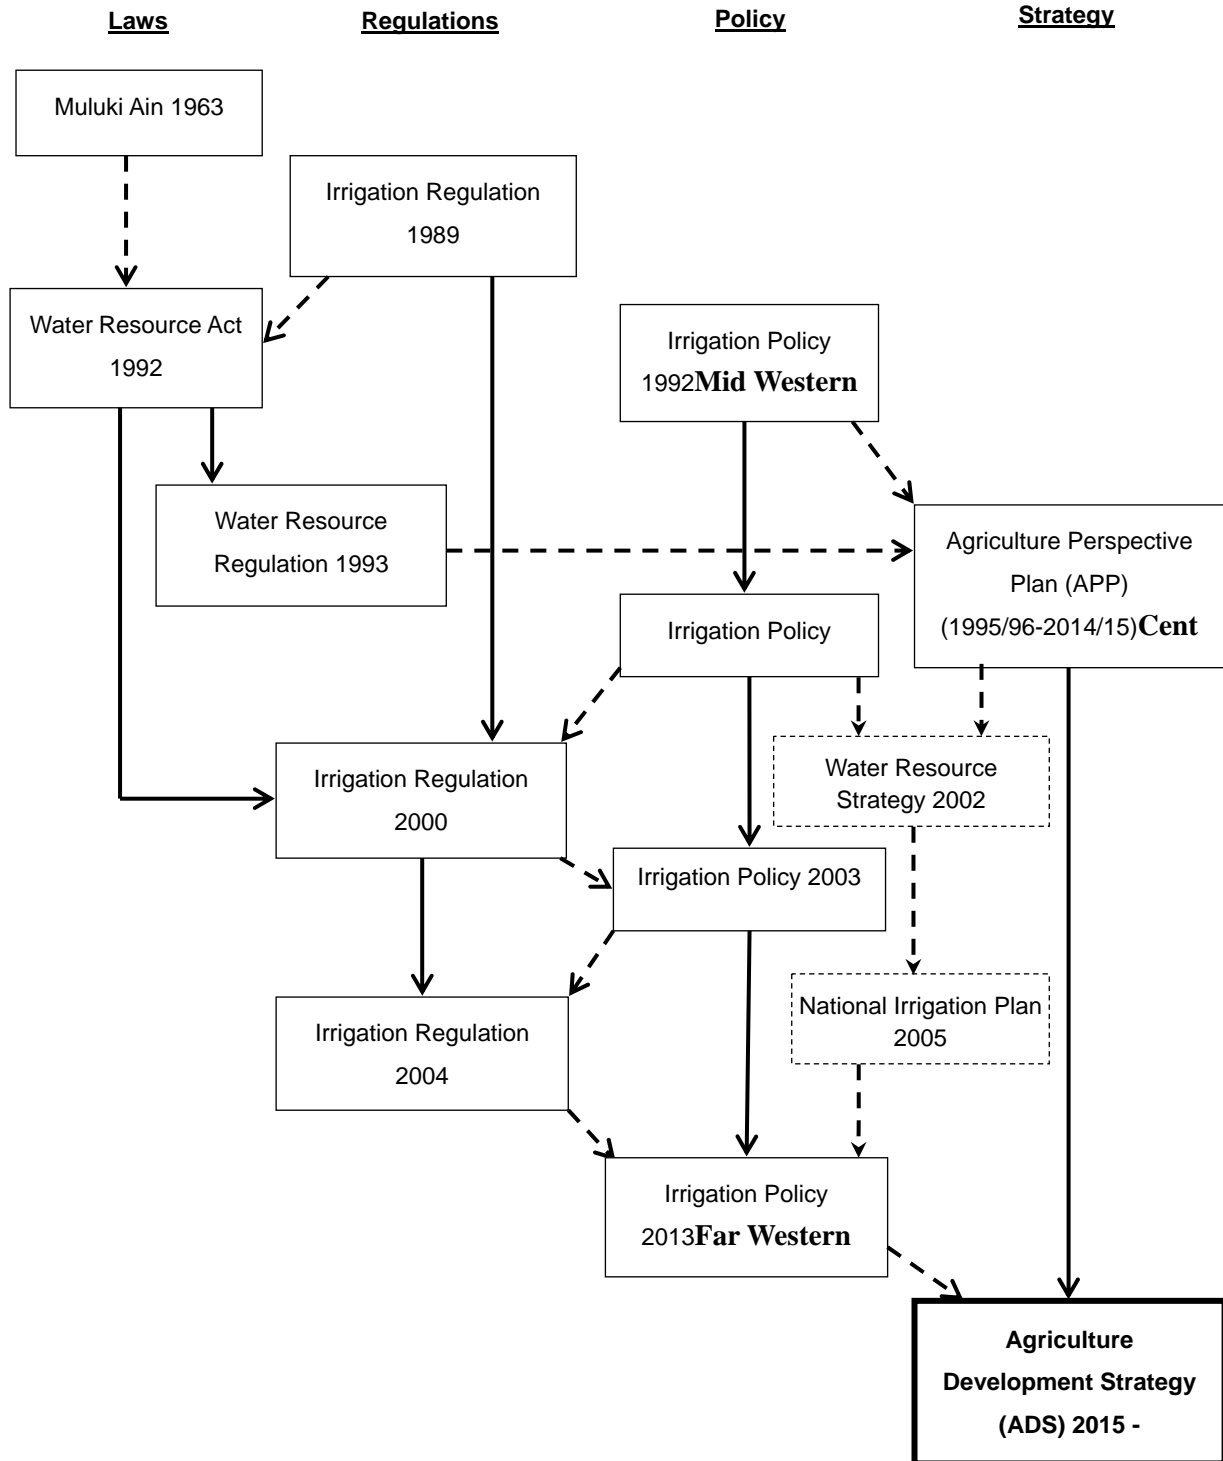 Laws
Regulations
Policy
Strategy
Muluki Ain 1963
Irrigation Regulation
1989
Water Resource Act
1992
Irrigation Policy
1992Mid Western
Water Resource
Regulation 1993
Agriculture Perspective
Plan (APP)
(1995/96-2014/15)Cent
Irrigation Policy
Irrigation Regulation
2000
Water Resource
Strategy 2002
Irrigation Policy 2003
Irrigation Regulation
2004
National Irrigation Plan
2005
Irrigation Policy
2013Far Western
Agriculture
Development Strategy
(ADS) 2015 -